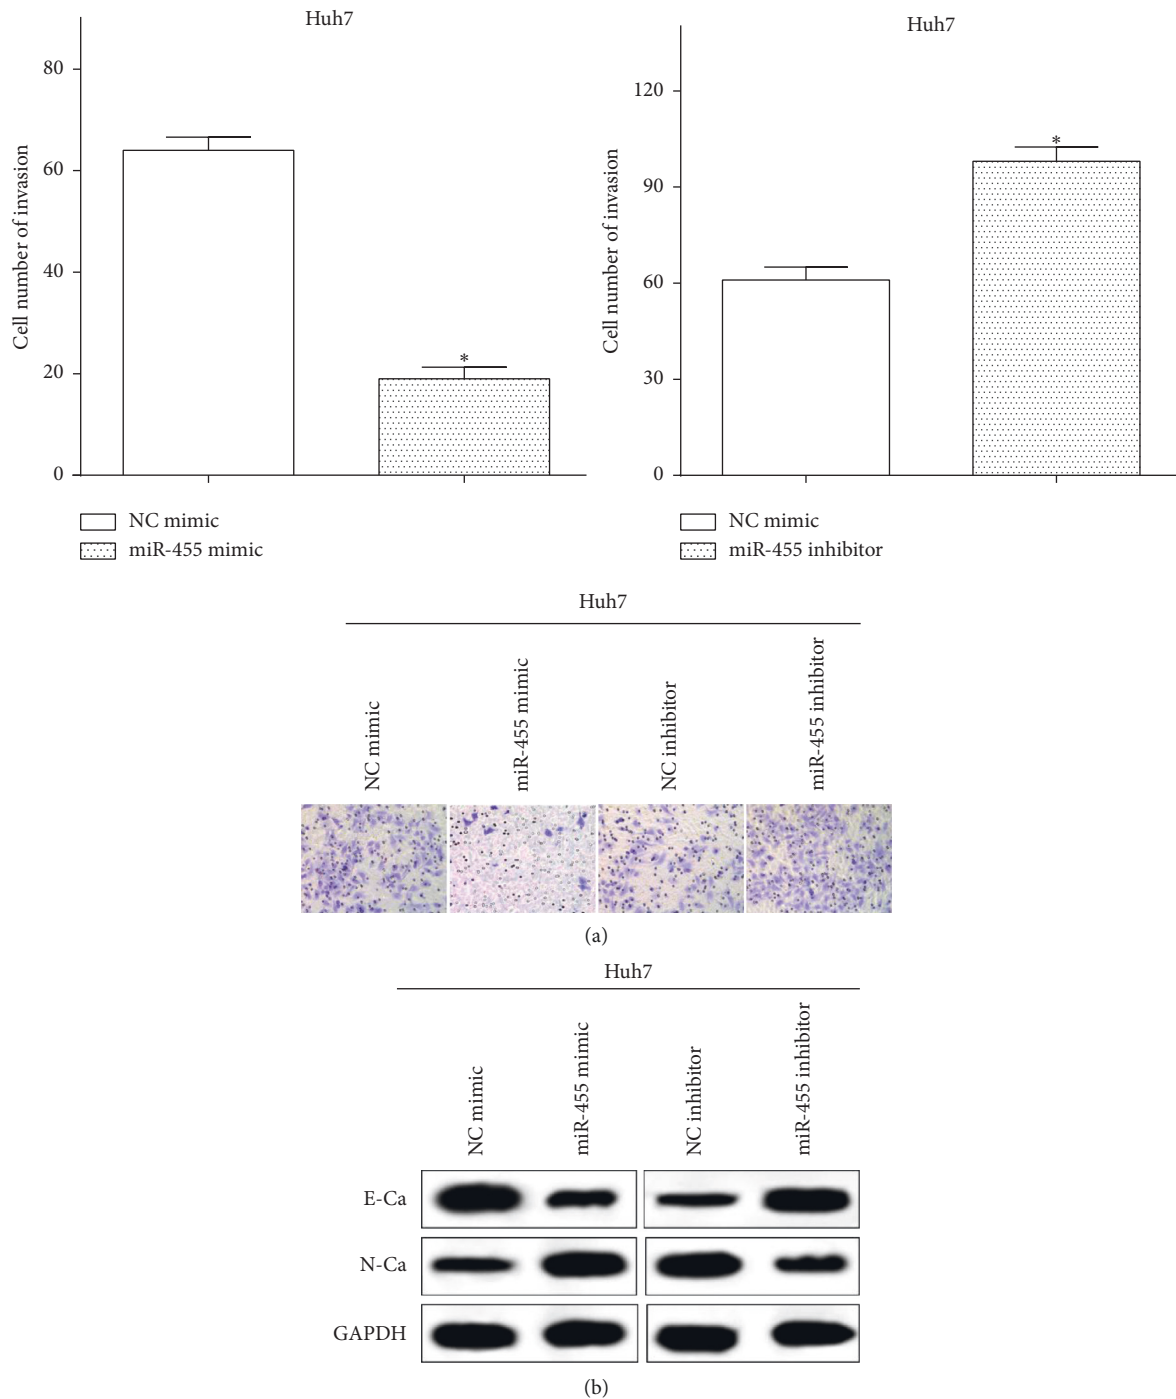 Huh7
80
60
40
20
0
Cell number of invasion
*
NC mimic
miR-455 mimic
Huh7
120
90
60
30
0
Cell number of invasion
*
NC mimic
miR-455 inhibitor
Huh7
NC mimic
miR-455 mimic
NC inhibitor
miR-455 inhibitor
(a)
Huh7
NC mimic
miR-455 mimic
NC inhibitor
miR-455 inhibitor
E-Ca
N-Ca
GAPDH
(b)